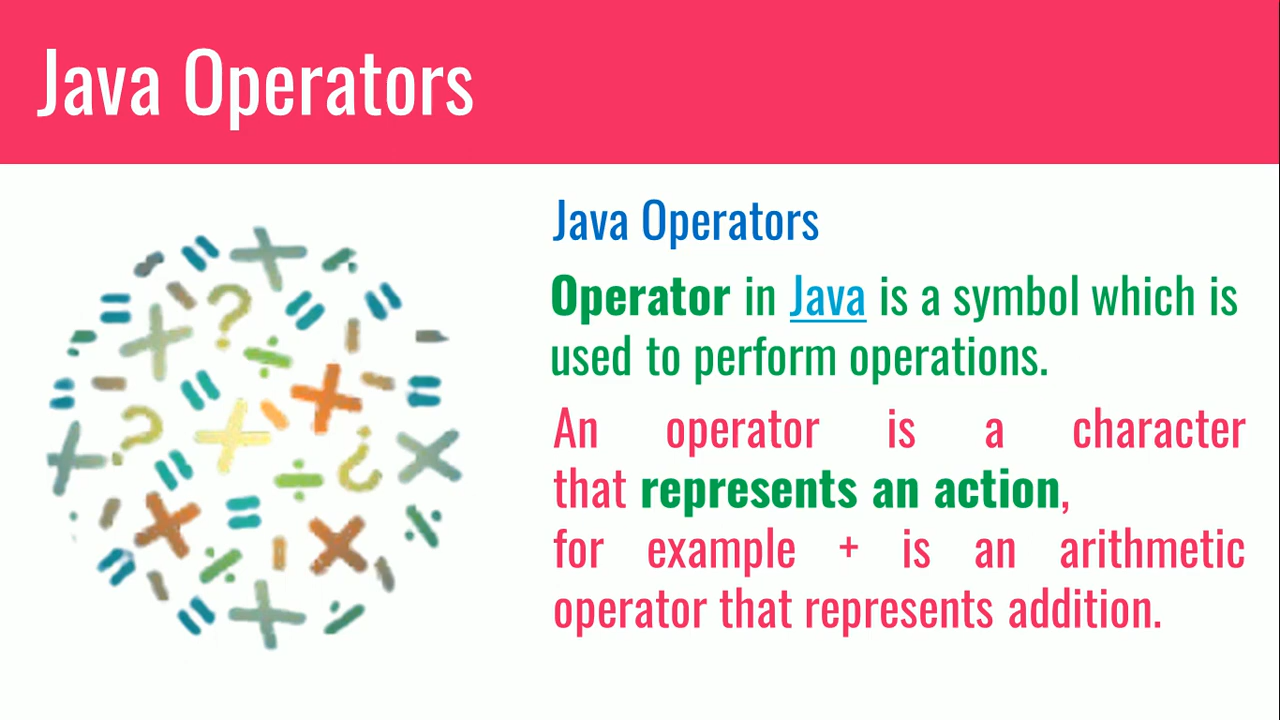 Java Operators
Java Operators
Operator in Java is a symbol which is
used to perform operations.
An operator is a character
that represents an action,
for example + is an arithmetic
operator that represents addition.